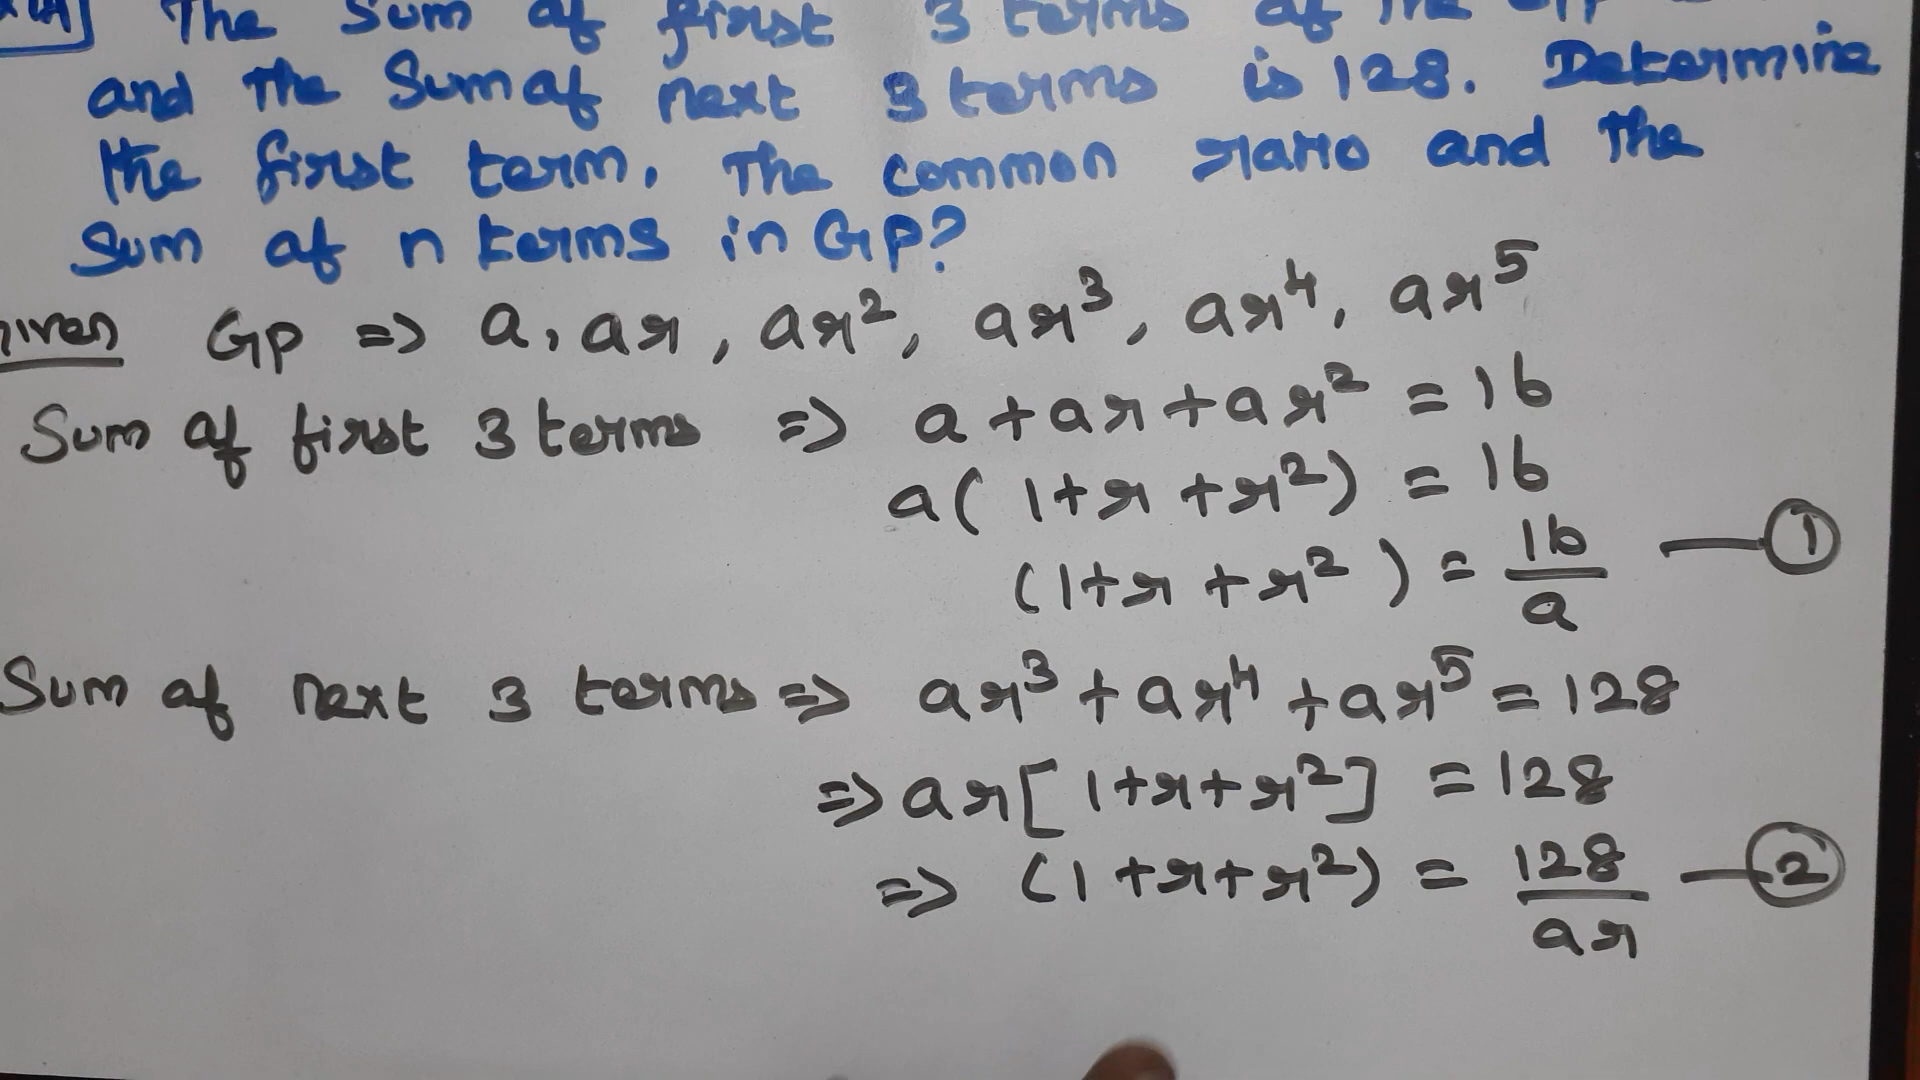 The Sum of first 3 terms of the GP
and The Sum of next 3 terms is 128. Determine
the first term, The common ratio and the
Sum of n terms in GP?
GP => a, ar, ar², ar³, ar⁴, ar⁵
Sum of first 3 terms => a + ar + ar² = 16
a( 1 + r + r²) = 16
(1 + r + r²) = 16/a — ①
Sum of next 3 terms => ar³ + ar⁴ + ar⁵ = 128
=> ar[ 1 + r + r²] = 128
=> (1 + r + r²) = 128/ar — ②